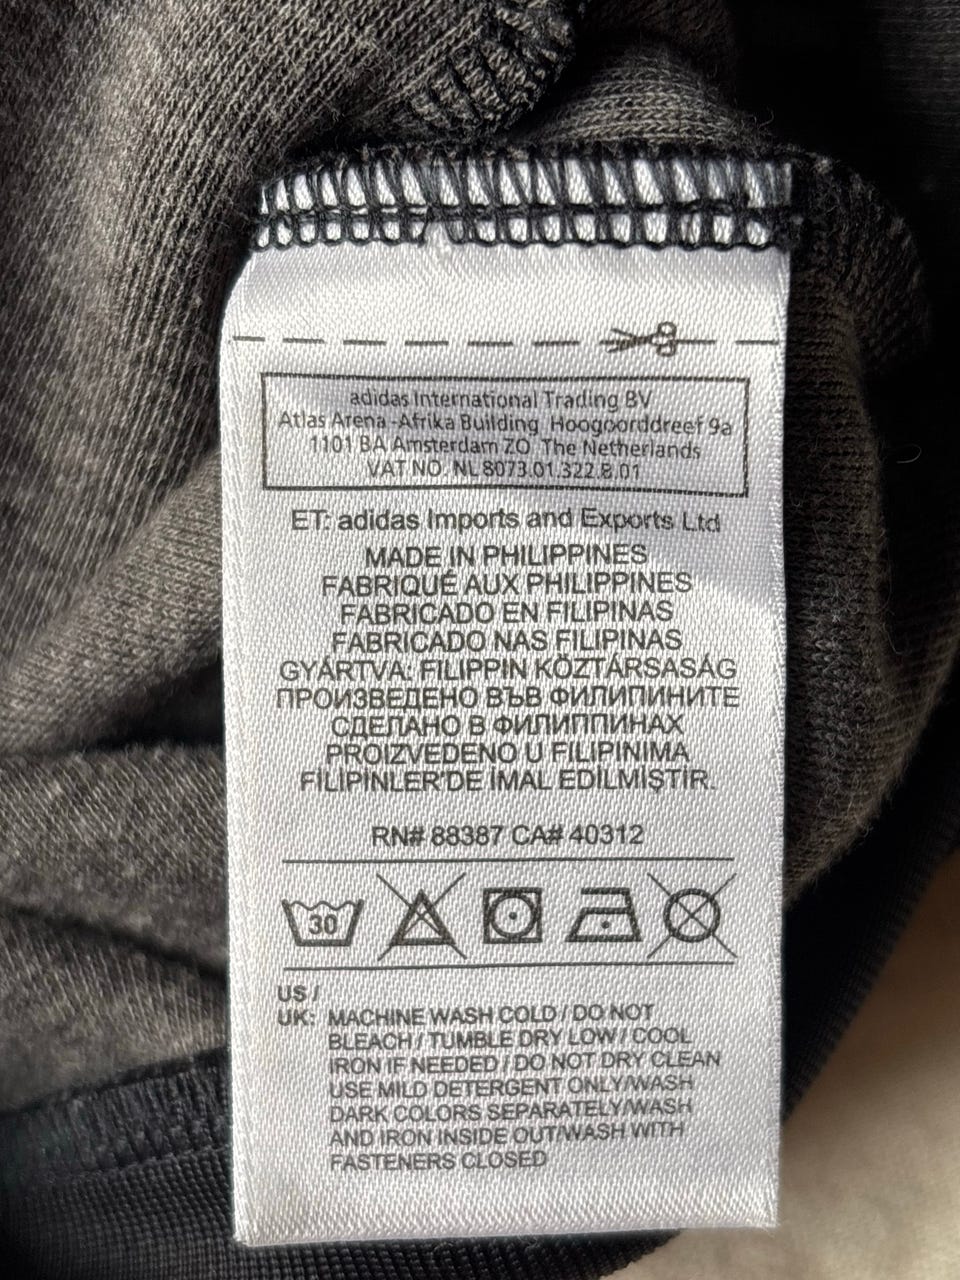 adidas International Trading BV
Atlas Arena -Afrika Building Hoogoorddreef 9a
1101 BA Amsterdam ZO The Netherlands
VAT NO. NL 8073.01.322.B.01
ET: adidas Imports and Exports Ltd
MADE IN PHILIPPINES
FABRIQUÉ AUX PHILIPPINES
FABRICADO EN FILIPINAS
FABRICADO NAS FILIPINAS
GYÁRTVA: FILIPPIN KÖZTÁRSASÁG
ПРОИЗВЕДЕНО ВЪВ ФИЛИПИНИТЕ
СДЕЛАНО В ФИЛИППИНАХ
PROIZVEDENO U FILIPINIMA
FİLİPİNLER'DE İMAL EDİLMİŞTİR.
RN# 88387 CA# 40312
30
US /
UK: MACHINE WASH COLD / DO NOT
BLEACH / TUMBLE DRY LOW / COOL
IRON IF NEEDED / DO NOT DRY CLEAN
USE MILD DETERGENT ONLY/WASH
DARK COLORS SEPARATELY/WASH
AND IRON INSIDE OUT/WASH WITH
FASTENERS CLOSED